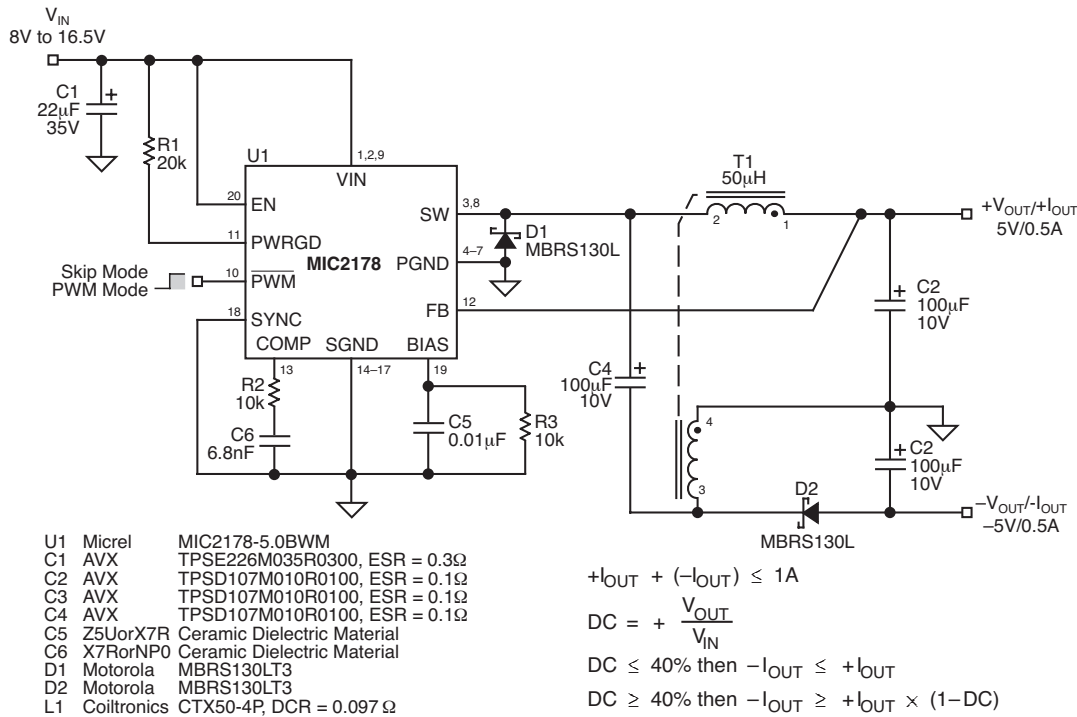 V_IN
8V to 16.5V
C1
22µF
35V
+
R1
20k
U1
1,2,9
VIN
20
EN
11
PWRGD
MIC2178
Skip Mode
PWM Mode
10
PWM
18
SYNC
COMP
SGND
BIAS
13
14–17
19
SW
3,8
PGND
4–7
FB
12
D1
MBRS130L
R2
10k
C6
6.8nF
C5
0.01µF
R3
10k
T1
50µH
2
1
+V_OUT/+I_OUT
5V/0.5A
+
C2
100µF
10V
C4
+
100µF
10V
4
3
+
C2
100µF
10V
D2
MBRS130L
–V_OUT/-I_OUT
–5V/0.5A
U1 Micrel MIC2178-5.0BWM
C1 AVX TPSE226M035R0300, ESR = 0.3Ω
C2 AVX TPSD107M010R0100, ESR = 0.1Ω
C3 AVX TPSD107M010R0100, ESR = 0.1Ω
C4 AVX TPSD107M010R0100, ESR = 0.1Ω
C5 Z5UorX7R Ceramic Dielectric Material
C6 X7RorNP0 Ceramic Dielectric Material
D1 Motorola MBRS130LT3
D2 Motorola MBRS130LT3
L1 Coiltronics CTX50-4P, DCR = 0.097 Ω
+I_OUT + (–I_OUT) ≤ 1A
DC = + V_OUT / V_IN
DC ≤ 40% then –I_OUT ≤ +I_OUT
DC ≥ 40% then –I_OUT ≥ +I_OUT × (1–DC)